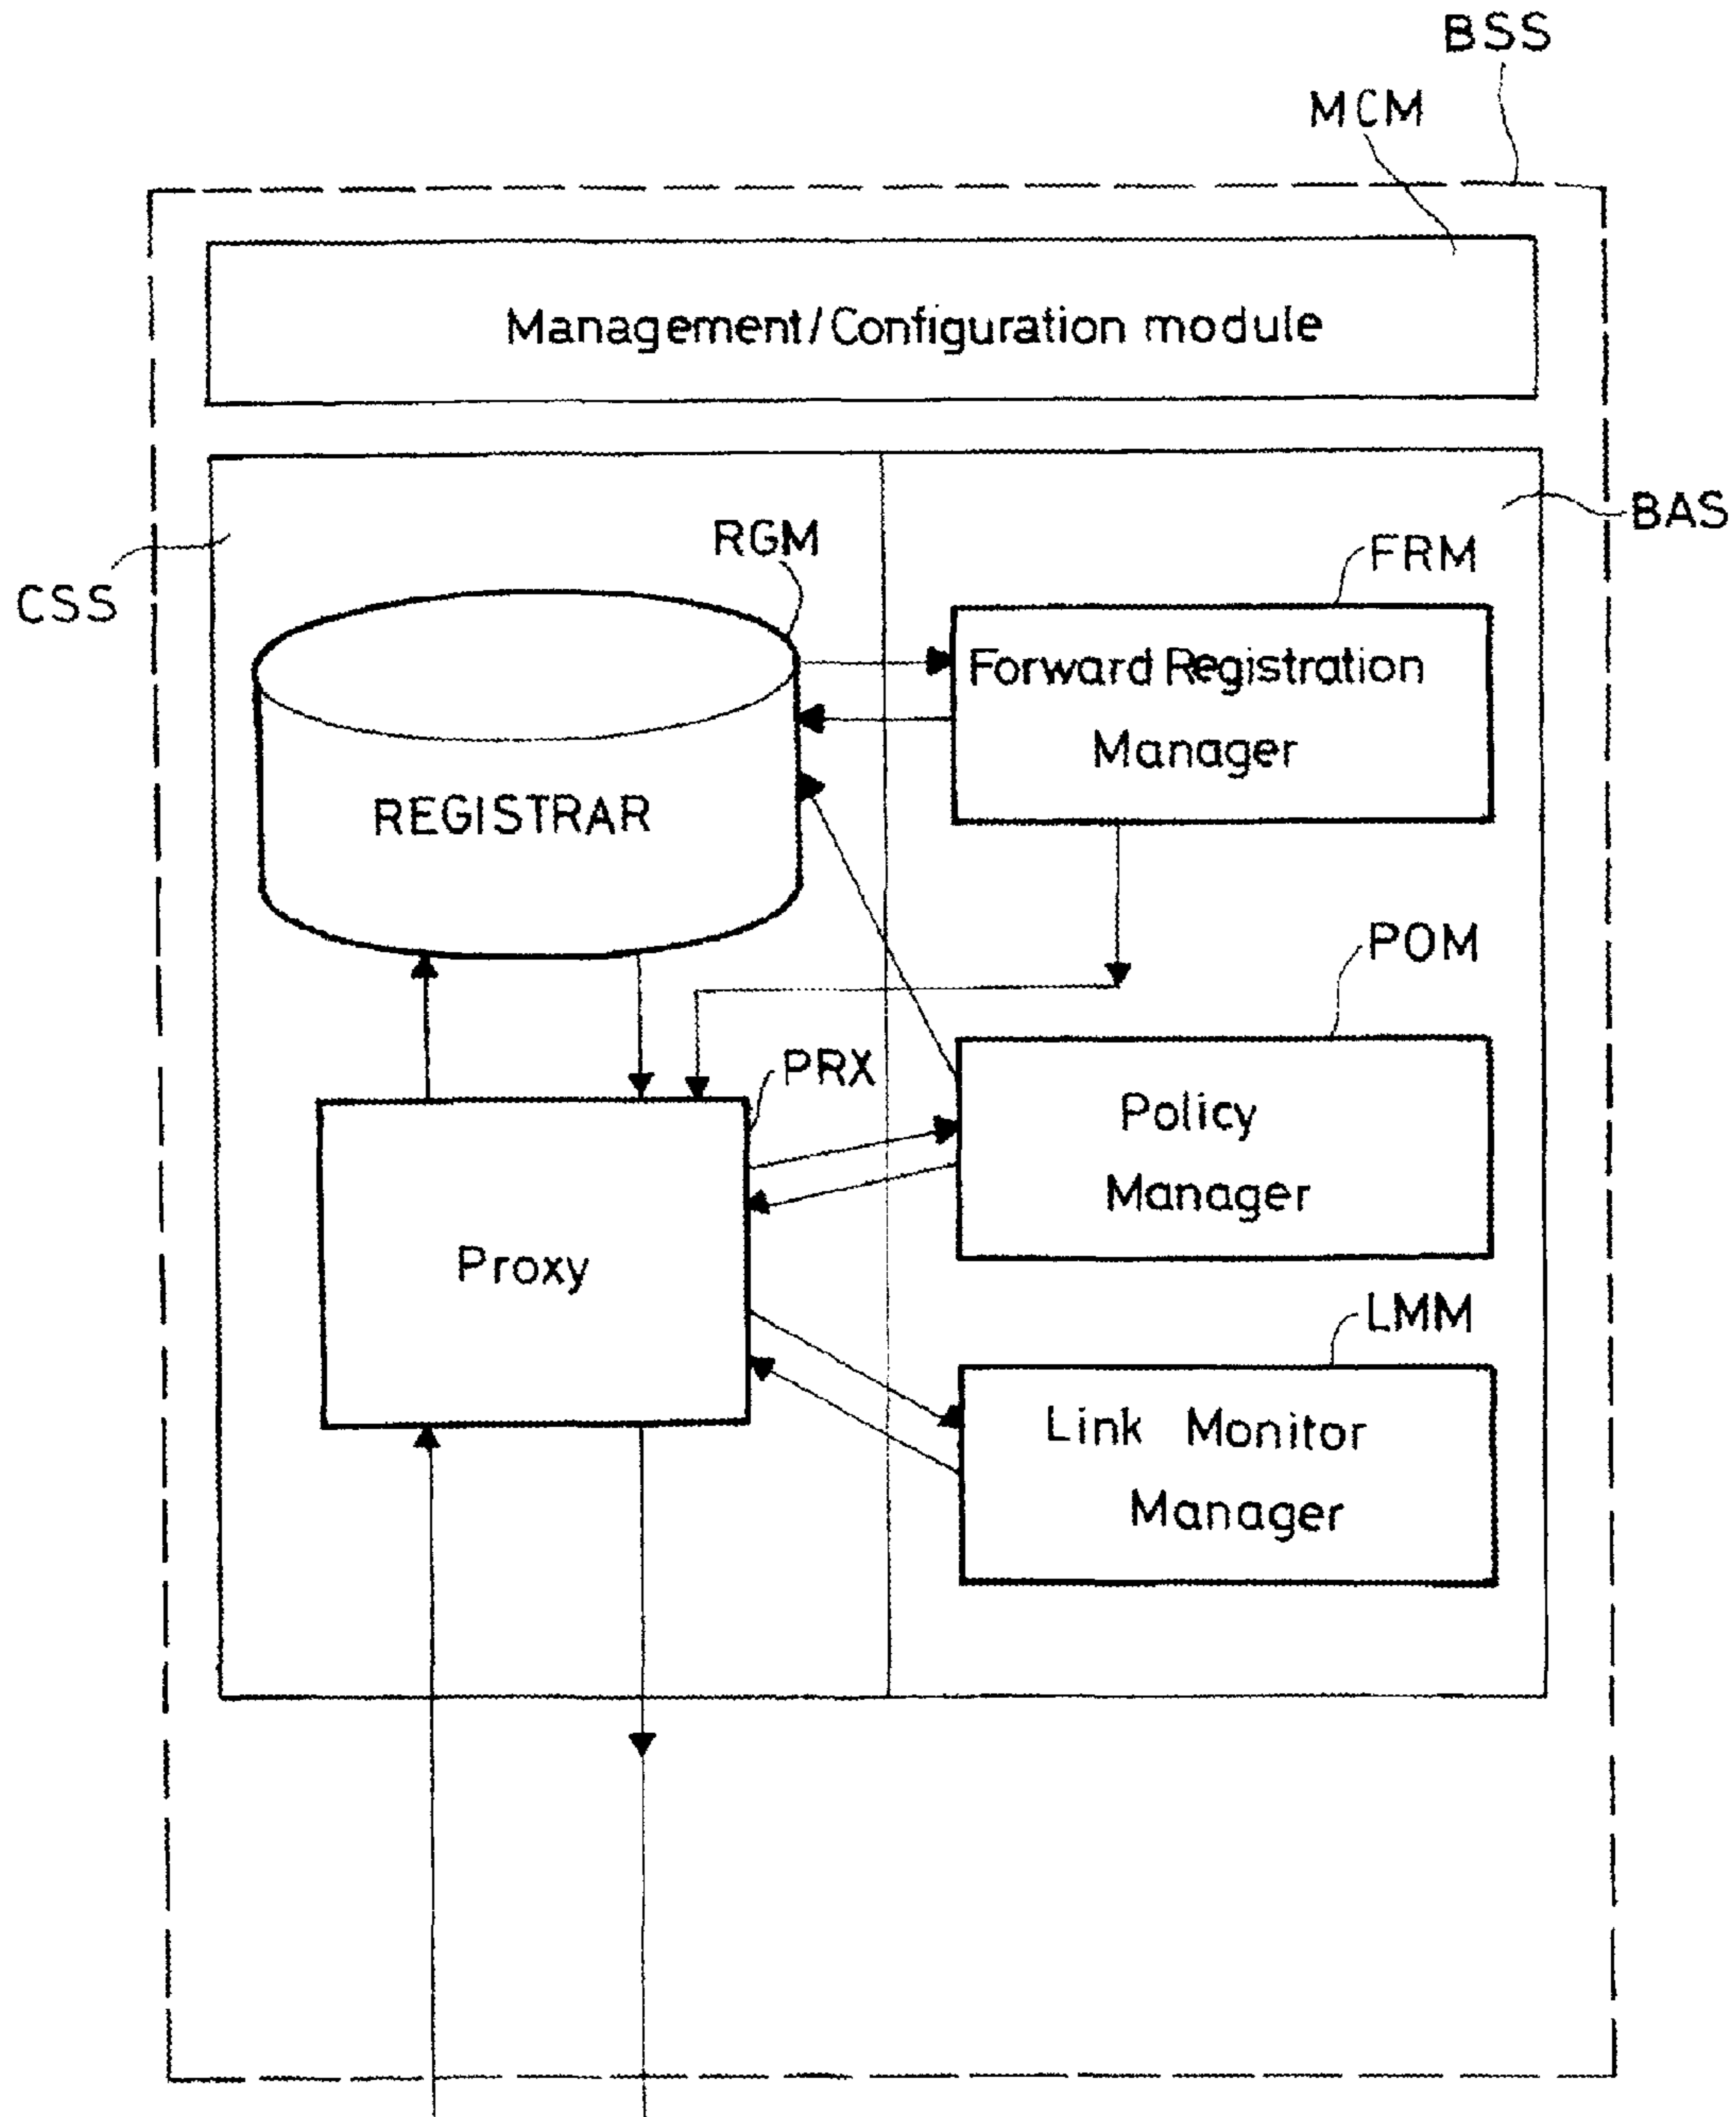 BSS
MCM
Management/Configuration module
BAS
CSS
RGM
FRM
Forward Registration
Manager
REGISTRAR
POM
PRX
Policy
Manager
Proxy
LMM
Link Monitor
Manager